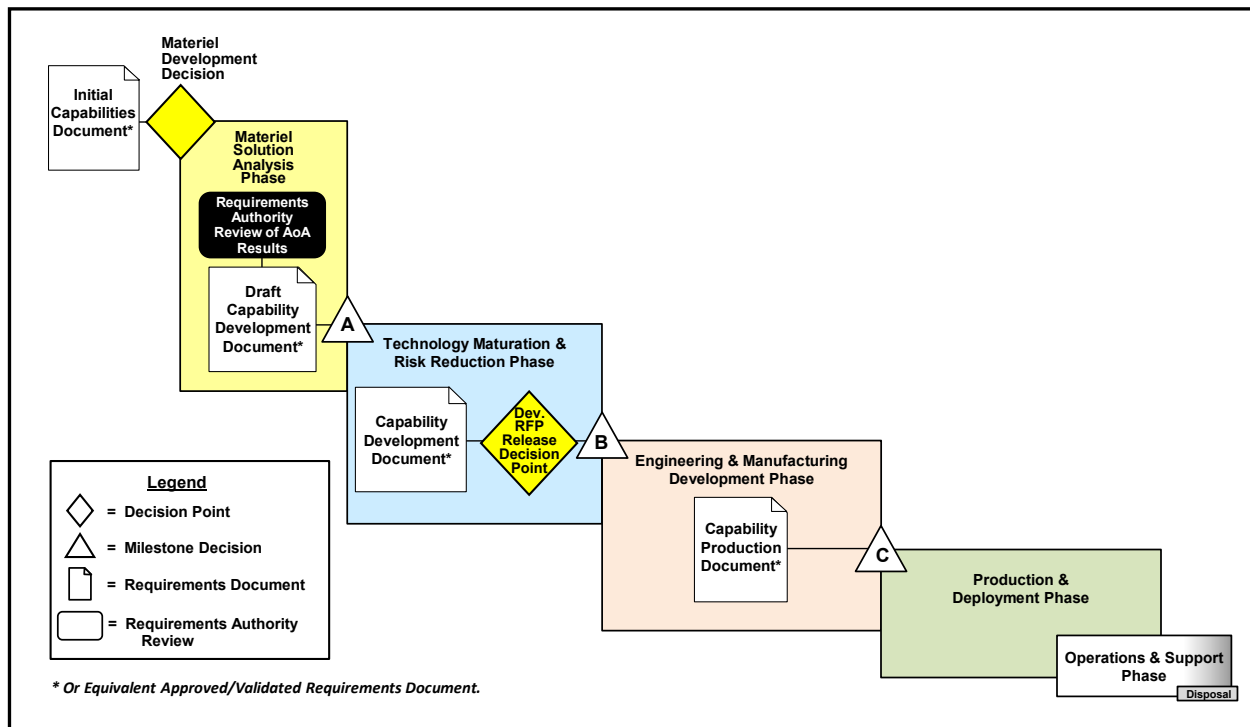 Materiel
Development
Decision
Initial
Capabilities
Document*
Materiel
Solution
Analysis
Phase
Requirements
Authority
Review of AoA
Results
Draft
Capability
Development
Document*
A
Technology Maturation &
Risk Reduction Phase
Capability
Development
Document*
Dev.
RFP
Release
Decision
Point
B
Engineering & Manufacturing
Development Phase
Capability
Production
Document*
C
Production &
Deployment Phase
Operations & Support
Phase
Disposal
Legend
= Decision Point
= Milestone Decision
= Requirements Document
= Requirements Authority
Review
* Or Equivalent Approved/Validated Requirements Document.